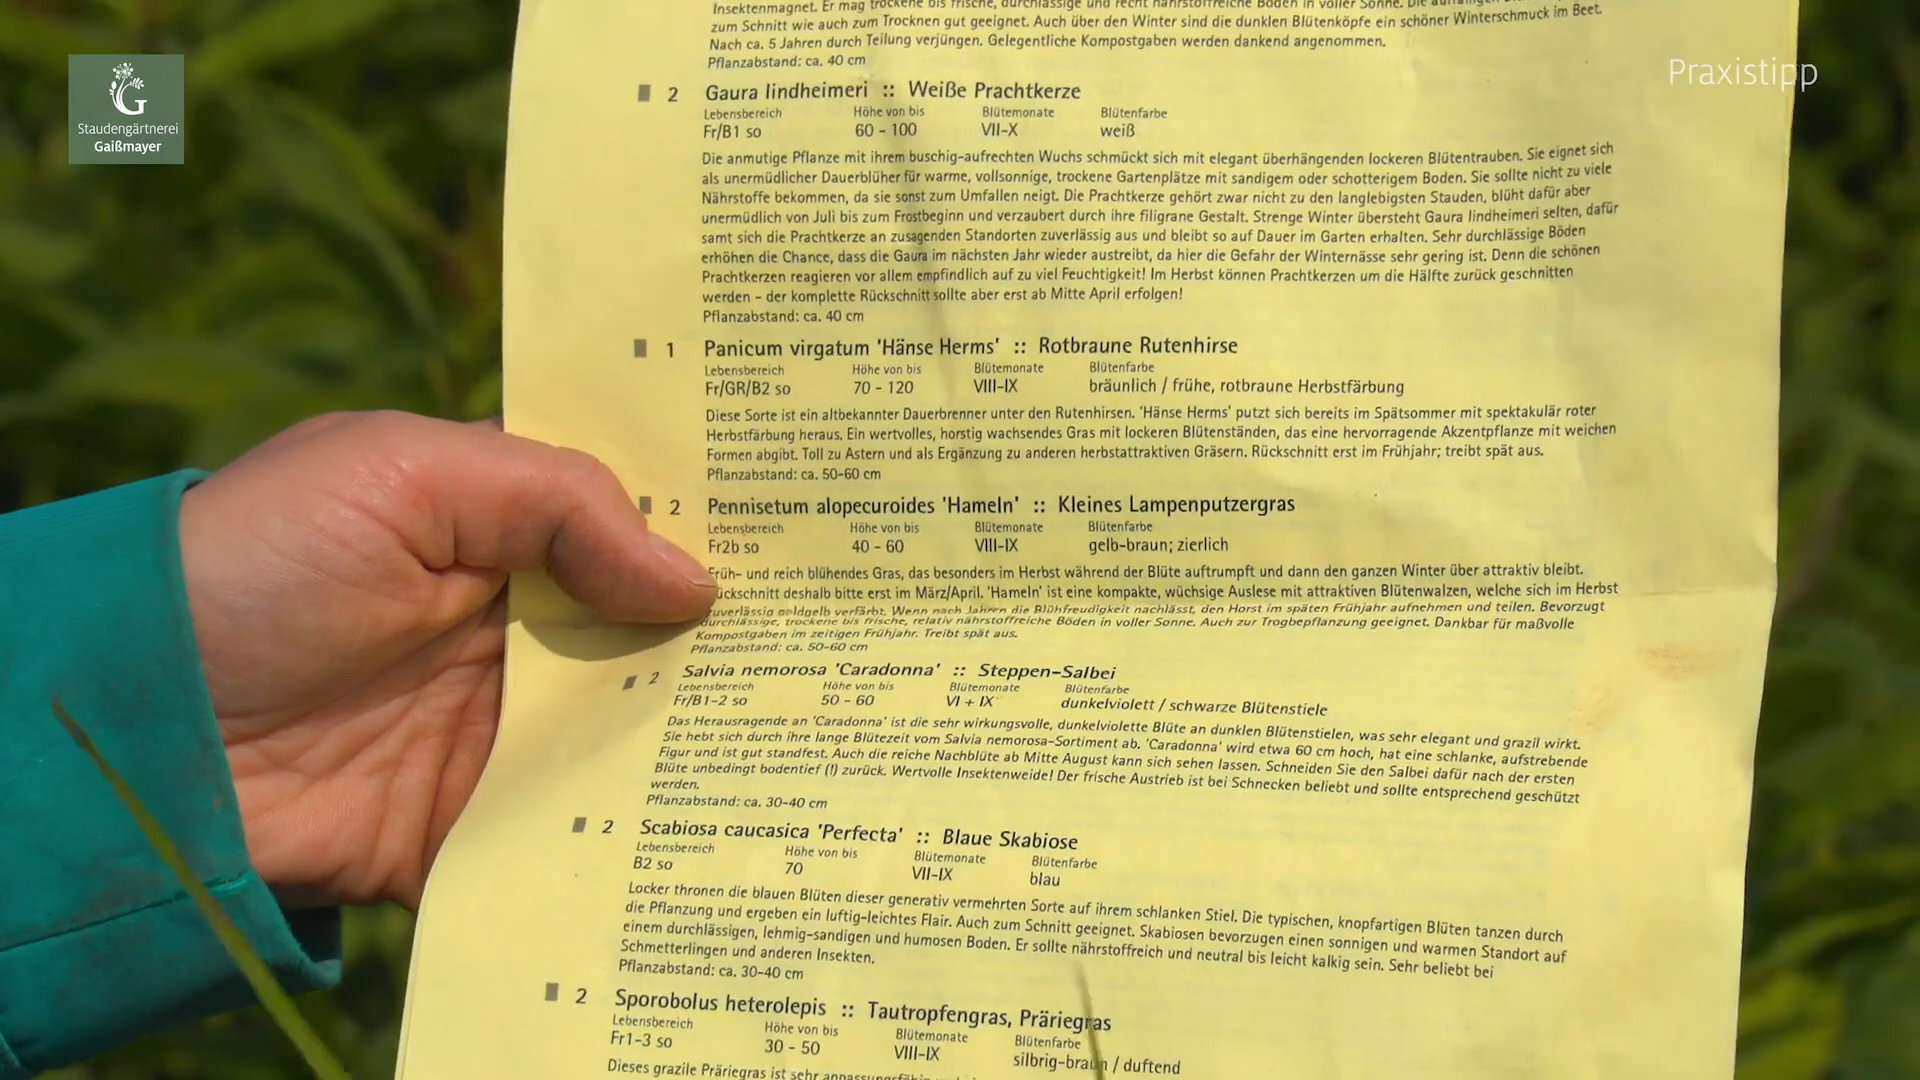 Insektenmagnet. Er mag trockene bis frische, durchlässige und recht nährstoffreiche Böden in voller Sonne. Die
zum Schnitt wie auch zum Trocknen gut geeignet. Auch über den Winter sind die dunklen Blütenköpfe ein schöner Winterschmuck im Beet.
Nach ca. 5 Jahren durch Teilung verjüngen. Gelegentliche Kompostgaben werden dankend angenommen.
Pflanzabstand: ca. 40 cm
Praxistipp
G
Staudengärtnerei
Gaißmayer
2 Gaura lindheimeri :: Weiße Prachtkerze
Lebensbereich Höhe von bis Blütemonate Blütenfarbe
Fr/B1 so 60 - 100 VII-X weiß
Die anmutige Pflanze mit ihrem buschig-aufrechten Wuchs schmückt sich mit elegant überhängenden lockeren Blütentrauben. Sie eignet sich
als unermüdlicher Dauerblüher für warme, vollsonnige, trockene Gartenplätze mit sandigem oder schotterigem Boden. Sie sollte nicht zu viele
Nährstoffe bekommen, da sie sonst zum Umfallen neigt. Die Prachtkerze gehört zwar nicht zu den langlebigsten Stauden, blüht dafür aber
unermüdlich von Juli bis zum Frostbeginn und verzaubert durch ihre filigrane Gestalt. Strenge Winter übersteht Gaura lindheimeri selten, dafür
samt sich die Prachtkerze an zusagenden Standorten zuverlässig aus und bleibt so auf Dauer im Garten erhalten. Sehr durchlässige Böden
erhöhen die Chance, dass die Gaura im nächsten Jahr wieder austreibt, da hier die Gefahr der Winternässe sehr gering ist. Denn die schönen
Prachtkerzen reagieren vor allem empfindlich auf zu viel Feuchtigkeit! Im Herbst können Prachtkerzen um die Hälfte zurück geschnitten
werden - der komplette Rückschnitt sollte aber erst ab Mitte April erfolgen!
Pflanzabstand: ca. 40 cm
1 Panicum virgatum 'Hänse Herms' :: Rotbraune Rutenhirse
Lebensbereich Höhe von bis Blütemonate Blütenfarbe
Fr/GR/B2 so 70 - 120 VIII-IX bräunlich / frühe, rotbraune Herbstfärbung
Diese Sorte ist ein altbekannter Dauerbrenner unter den Rutenhirsen. 'Hänse Herms' putzt sich bereits im Spätsommer mit spektakulär roter
Herbstfärbung heraus. Ein wertvolles, horstig wachsendes Gras mit lockeren Blütenständen, das eine hervorragende Akzentpflanze mit weichen
Formen abgibt. Toll zu Astern und als Ergänzung zu anderen herbstattraktiven Gräsern. Rückschnitt erst im Frühjahr; treibt spät aus.
Pflanzabstand: ca. 50-60 cm
2 Pennisetum alopecuroides 'Hameln' :: Kleines Lampenputzergras
Lebensbereich Höhe von bis Blütemonate Blütenfarbe
Fr2b so 40 - 60 VIII-IX gelb-braun; zierlich
Früh- und reich blühendes Gras, das besonders im Herbst während der Blüte auftrumpft und dann den ganzen Winter über attraktiv bleibt.
ückschnitt deshalb bitte erst im März/April. 'Hameln' ist eine kompakte, wüchsige Auslese mit attraktiven Blütenwalzen, welche sich im Herbst
zuverlässig goldgelb verfärbt. Wenn nach Jahren die Blühfreudigkeit nachlässt, den Horst im späten Frühjahr aufnehmen und teilen. Bevorzugt
durchlässige, trockene bis frische, relativ nährstoffreiche Böden in voller Sonne. Auch zur Trogbepflanzung geeignet. Dankbar für maßvolle
Kompostgaben im zeitigen Frühjahr. Treibt spät aus.
Pflanzabstand: ca. 50-60 cm
2 Salvia nemorosa 'Caradonna' :: Steppen-Salbei
Lebensbereich Höhe von bis Blütemonate Blütenfarbe
Fr/B1-2 so 50 - 60 VI + IX dunkelviolett / schwarze Blütenstiele
Das Herausragende an 'Caradonna' ist die sehr wirkungsvolle, dunkelviolette Blüte an dunklen Blütenstielen, was sehr elegant und grazil wirkt.
Sie hebt sich durch ihre lange Blütezeit vom Salvia nemorosa-Sortiment ab. 'Caradonna' wird etwa 60 cm hoch, hat eine schlanke, aufstrebende
Figur und ist gut standfest. Auch die reiche Nachblüte ab Mitte August kann sich sehen lassen. Schneiden Sie den Salbei dafür nach der ersten
Blüte unbedingt bodentief (!) zurück. Wertvolle Insektenweide! Der frische Austrieb ist bei Schnecken beliebt und sollte entsprechend geschützt
werden.
Pflanzabstand: ca. 30-40 cm
2 Scabiosa caucasica 'Perfecta' :: Blaue Skabiose
Lebensbereich Höhe von bis Blütemonate Blütenfarbe
B2 so 70 VII-IX blau
Locker thronen die blauen Blüten dieser generativ vermehrten Sorte auf ihrem schlanken Stiel. Die typischen, knopfartigen Blüten tanzen durch
die Pflanzung und ergeben ein luftig-leichtes Flair. Auch zum Schnitt geeignet. Skabiosen bevorzugen einen sonnigen und warmen Standort auf
einem durchlässigen, lehmig-sandigen und humosen Boden. Er sollte nährstoffreich und neutral bis leicht kalkig sein. Sehr beliebt bei
Schmetterlingen und anderen Insekten.
Pflanzabstand: ca. 30-40 cm
2 Sporobolus heterolepis :: Tautropfengras, Präriegras
Lebensbereich Höhe von bis Blütemonate Blütenfarbe
Fr1-3 so 30 - 50 VIII-IX silbrig-braun / duftend
Dieses grazile Präriegras ist sehr